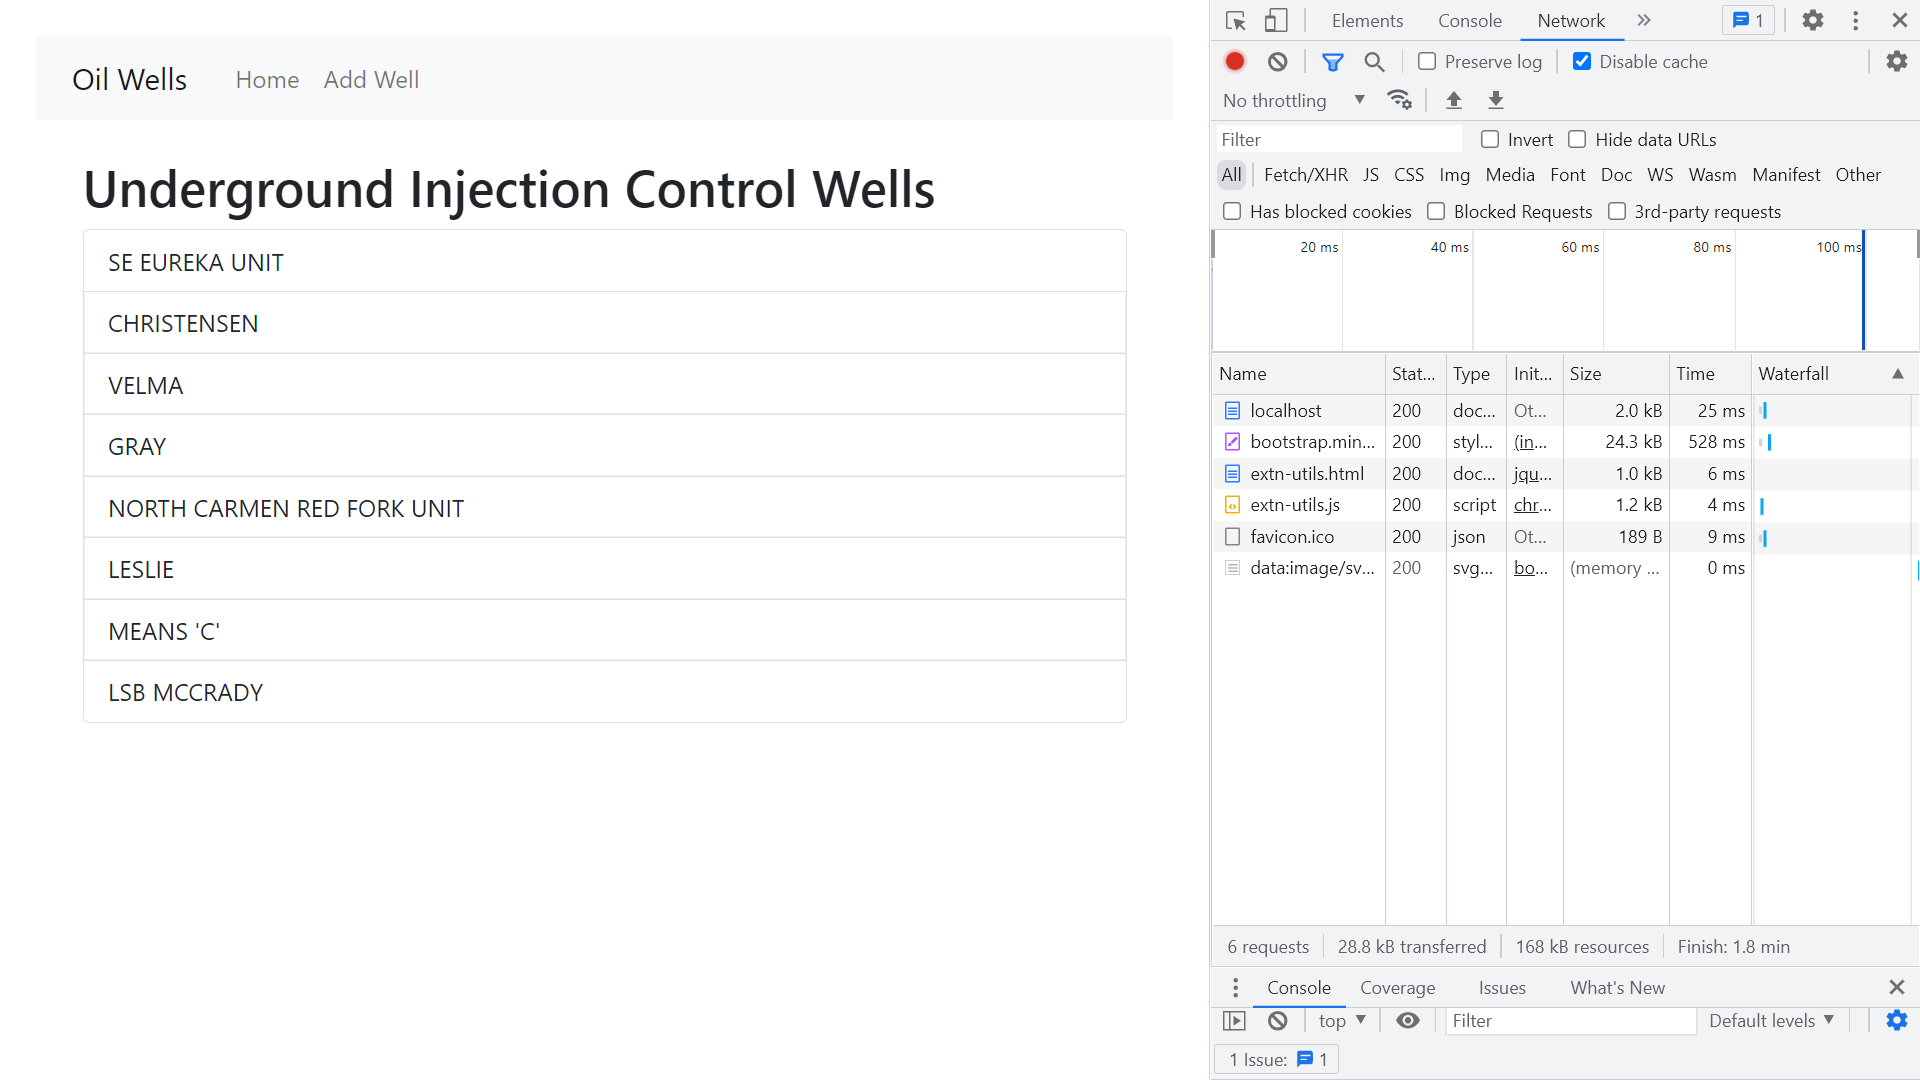 Oil Wells Home Add Well
Underground Injection Control Wells
SE EUREKA UNIT
CHRISTENSEN
VELMA
GRAY
NORTH CARMEN RED FORK UNIT
LESLIE
MEANS 'C'
LSB MCCRADY
Elements Console Network 1
Preserve log Disable cache
No throttling
Filter Invert Hide data URLs
All Fetch/XHR JS CSS Img Media Font Doc WS Wasm Manifest Other
Has blocked cookies Blocked Requests 3rd-party requests
20 ms 40 ms 60 ms 80 ms 100 ms
Name Stat... Type Init... Size Time Waterfall
localhost 200 doc... Ot... 2.0 kB 25 ms
bootstrap.min... 200 styl... (in... 24.3 kB 528 ms
extn-utils.html 200 doc... jqu... 1.0 kB 6 ms
extn-utils.js 200 script chr... 1.2 kB 4 ms
favicon.ico 200 json Ot... 189 B 9 ms
data:image/sv... 200 svg... bo... (memory ... 0 ms
6 requests 28.8 kB transferred 168 kB resources Finish: 1.8 min
Console Coverage Issues What's New
top Filter Default levels
1 Issue: 1